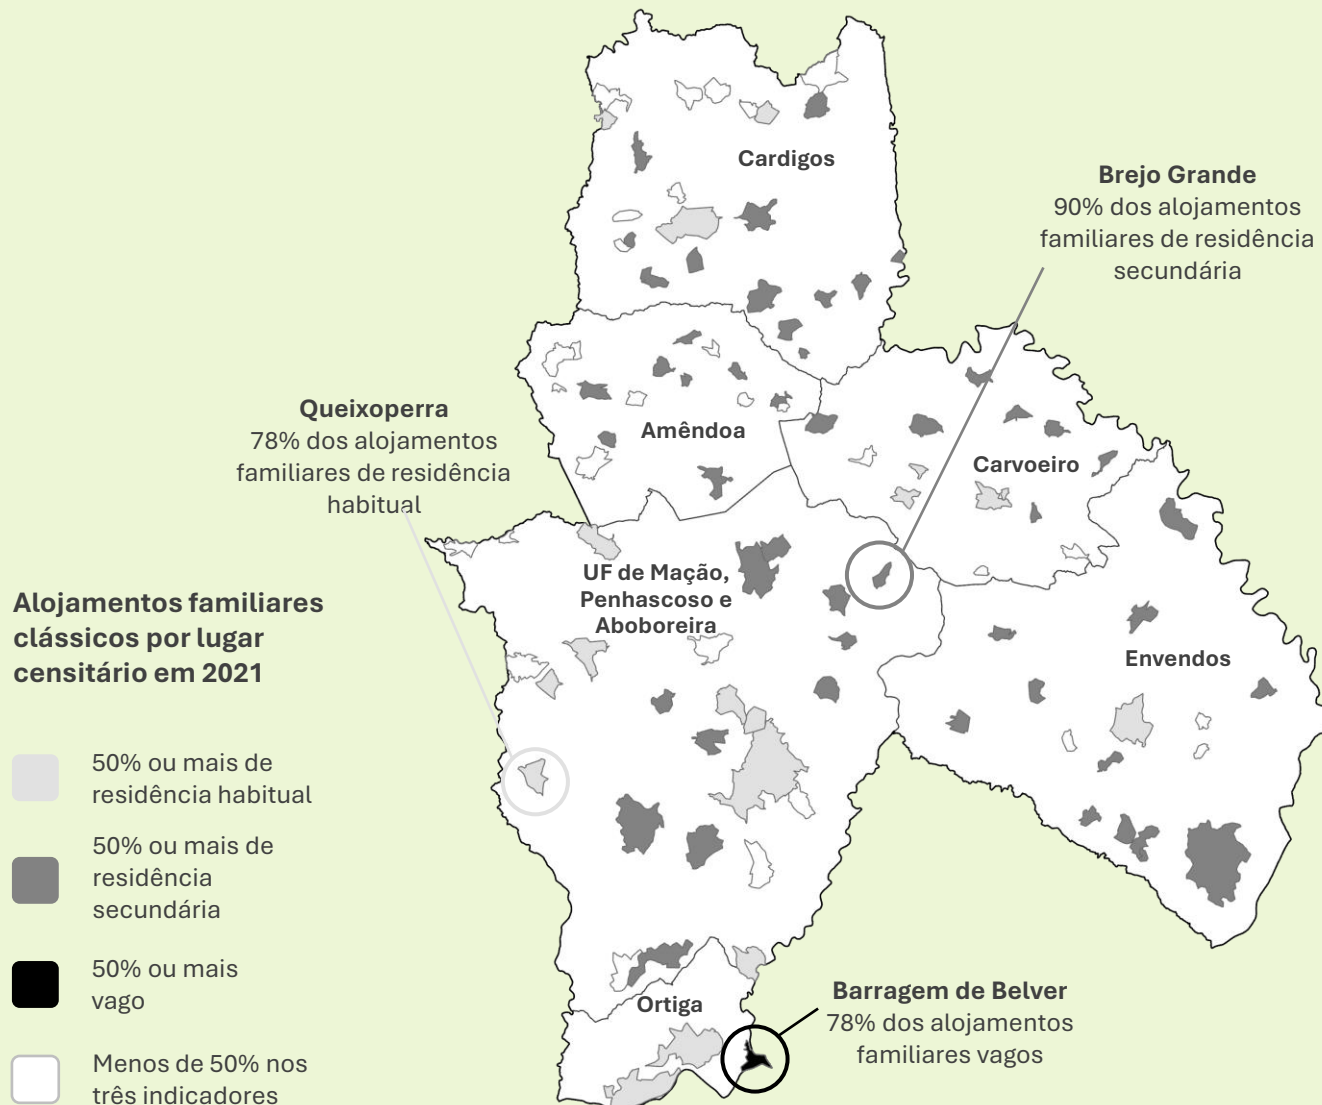 Cardigos
Brejo Grande
90% dos alojamentos
familiares de residência
secundária
Queixoperra
78% dos alojamentos
familiares de residência
habitual
Amêndoa
Carvoeiro
UF de Mação,
Penhascoso e
Aboboreira
Envendos
Alojamentos familiares
clássicos por lugar
censitário em 2021
50% ou mais de
residência habitual
50% ou mais de
residência
secundária
50% ou mais
vago
Menos de 50% nos
três indicadores
Ortiga
Barragem de Belver
78% dos alojamentos
familiares vagos